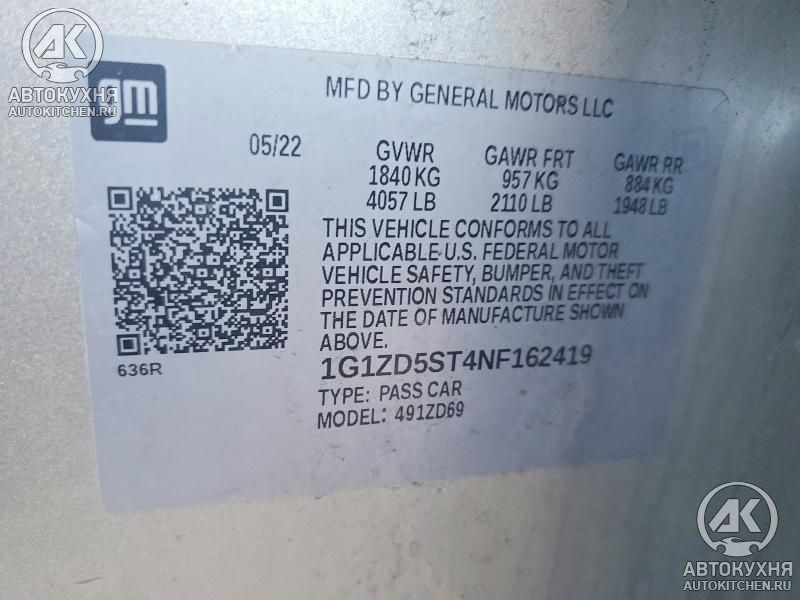 AK
АВТОКУХНЯ
AUTOKITCHEN.RU
gm
MFD BY GENERAL MOTORS LLC
05/22
GVWR GAWR FRT GAWR RR
1840 KG 957 KG 884 KG
4057 LB 2110 LB 1948 LB
THIS VEHICLE CONFORMS TO ALL
APPLICABLE U.S. FEDERAL MOTOR
VEHICLE SAFETY, BUMPER, AND THEFT
PREVENTION STANDARDS IN EFFECT ON
THE DATE OF MANUFACTURE SHOWN
ABOVE.
636R
1G1ZD5ST4NF162419
TYPE: PASS CAR
MODEL: 491ZD69
AK
АВТОКУХНЯ
AUTOKITCHEN.RU